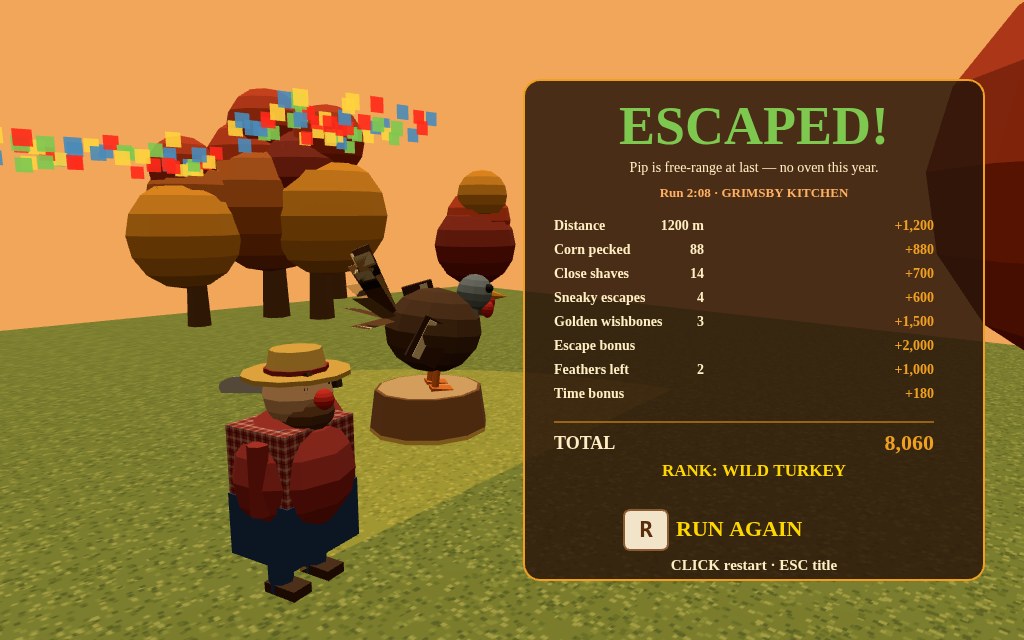 ESCAPED!
Pip is free-range at last — no oven this year.
Run 2:08 · GRIMSBY KITCHEN
Distance 1200 m +1,200
Corn pecked 88 +880
Close shaves 14 +700
Sneaky escapes 4 +600
Golden wishbones 3 +1,500
Escape bonus +2,000
Feathers left 2 +1,000
Time bonus +180
TOTAL 8,060
RANK: WILD TURKEY
R RUN AGAIN
CLICK restart · ESC title